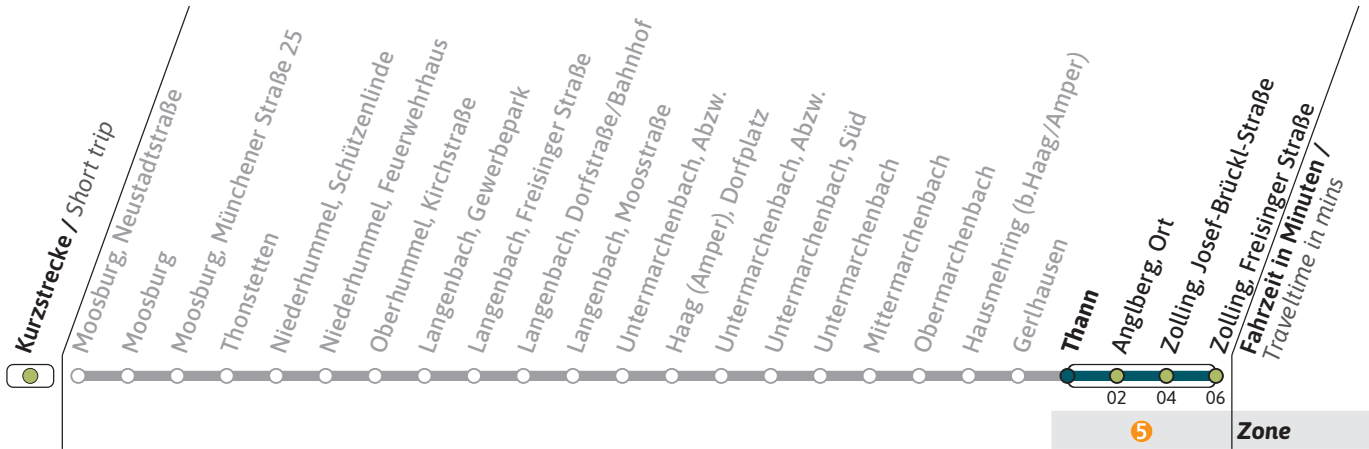 Kurzstrecke / Short trip
Moosburg, Neustadtstraße
Moosburg
Moosburg, Münchener Straße 25
Thonstetten
Niederhummel, Schützenlinde
Niederhummel, Feuerwehrhaus
Oberhummel, Kirchstraße
Langenbach, Gewerbepark
Langenbach, Freisinger Straße
Langenbach, Dorfstraße/Bahnhof
Langenbach, Moosstraße
Untermarchenbach, Abzw.
Haag (Amper), Dorfplatz
Untermarchenbach, Abzw.
Untermarchenbach, Süd
Untermarchenbach
Mittermarchenbach
Obermarchenbach
Hausmehring (b.Haag/Amper)
Gerlhausen
Thann
Anglberg, Ort
Zolling, Josef-Brückl-Straße
Zolling, Freisinger Straße
Fahrzeit in Minuten /
Traveltime in mins
02 04 06
5 Zone